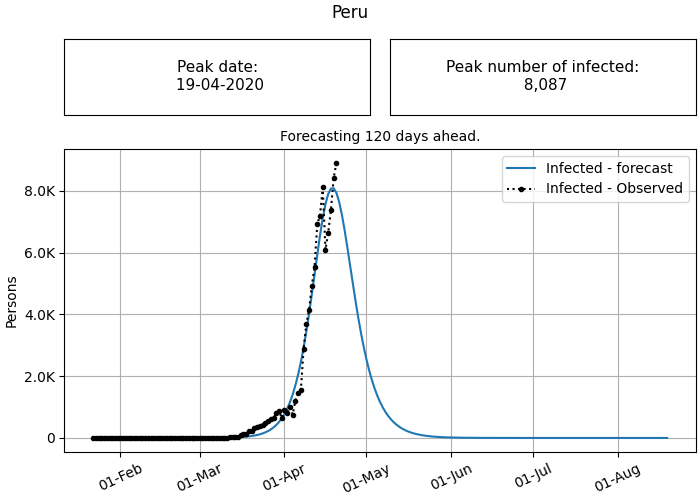 Peru
Peak date:
19-04-2020
Peak number of infected:
8,087
Forecasting 120 days ahead.
Infected - forecast
Infected - Observed
8.0K
6.0K
4.0K
2.0K
0
Persons
01-Feb
01-Mar
01-Apr
01-May
01-Jun
01-Jul
01-Aug